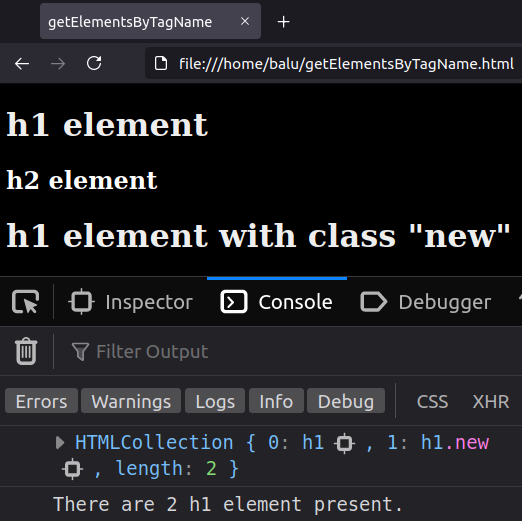 getElementsByTagName
file:///home/balu/getElementsByTagName.html
h1 element
h2 element
h1 element with class "new"
Inspector Console Debugger
Filter Output
Errors Warnings Logs Info Debug CSS XHR
HTMLCollection { 0: h1 , 1: h1.new
, length: 2 }
There are 2 h1 element present.